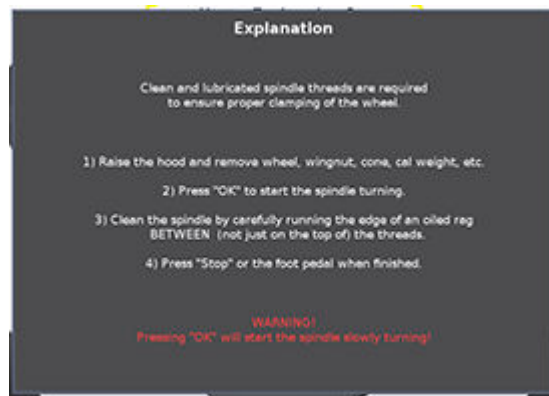 Explanation
Clean and lubricated spindle threads are required
to ensure proper clamping of the wheel
1) Raise the hood and remove wheel, wingnut, cone, cal weight, etc.
2) Press "OK" to start the spindle turning.
3) Clean the spindle by carefully running the edge of an oiled rag
BETWEEN (not just on the top of) the threads.
4) Press "Stop" or the foot pedal when finished.
WARNING!
Pressing "OK" will start the spindle slowly turning!